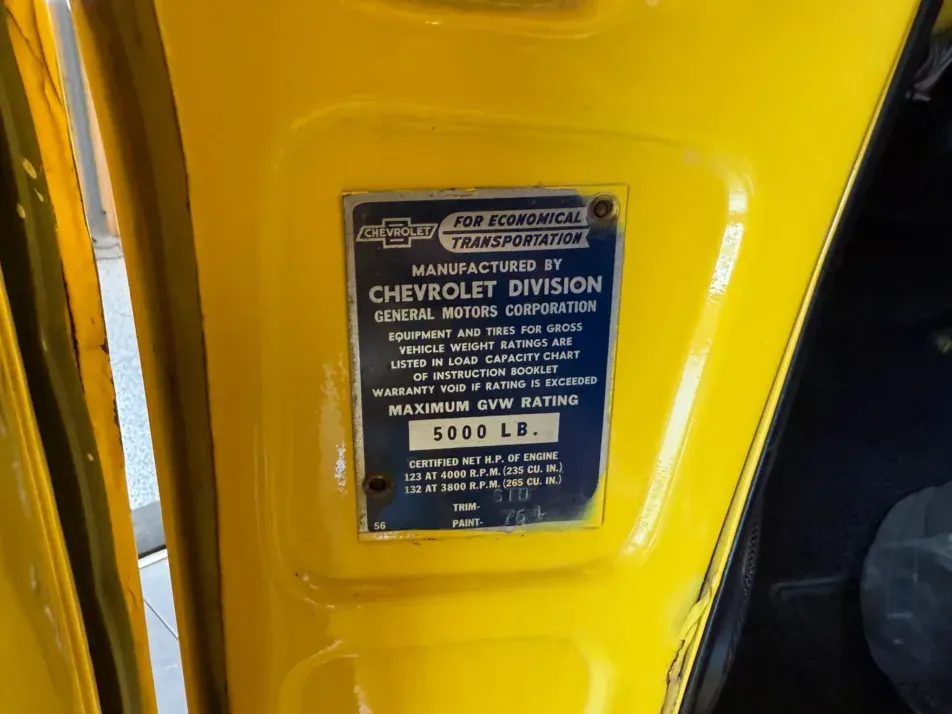 CHEVROLET
FOR ECONOMICAL
TRANSPORTATION
MANUFACTURED BY
CHEVROLET DIVISION
GENERAL MOTORS CORPORATION
EQUIPMENT AND TIRES FOR GROSS
VEHICLE WEIGHT RATINGS ARE
LISTED IN LOAD CAPACITY CHART
OF INSTRUCTION BOOKLET
WARRANTY VOID IF RATING IS EXCEEDED
MAXIMUM GVW RATING
5000 LB.
CERTIFIED NET H.P. OF ENGINE
123 AT 4000 R.P.M. (235 CU. IN.)
132 AT 3800 R.P.M. (265 CU. IN.)
TRIM- STD
PAINT-
56